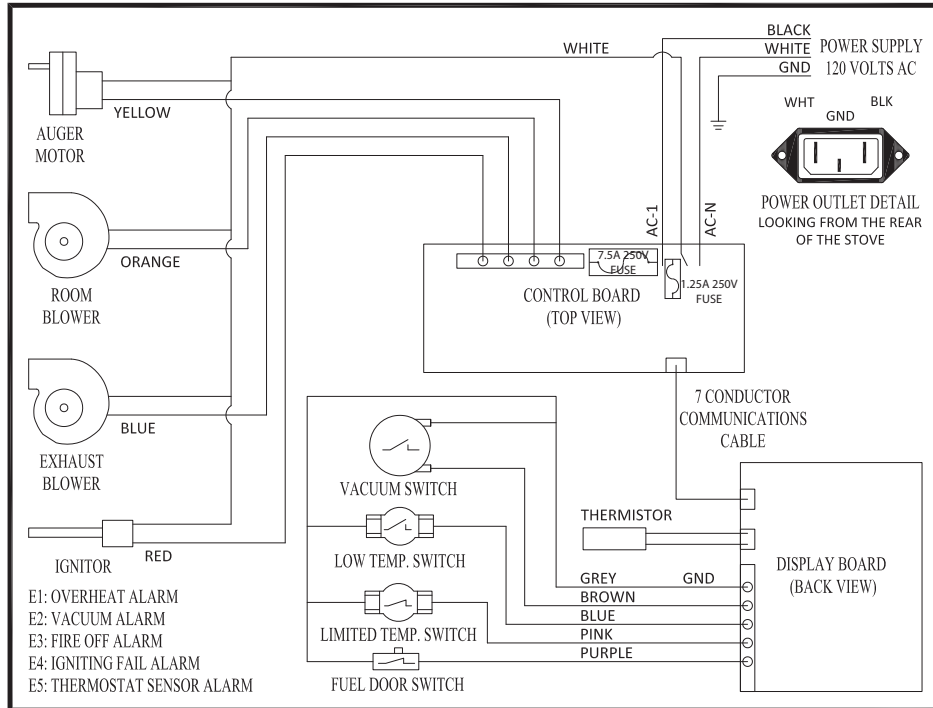 BLACK
WHITE
WHITE
GND
POWER SUPPLY
120 VOLTS AC
YELLOW
AUGER
MOTOR
WHT
GND
BLK
POWER OUTLET DETAIL
LOOKING FROM THE REAR
OF THE STOVE
AC-1
AC-N
ORANGE
ROOM
BLOWER
7.5A 250V
FUSE
1.25A 250V
FUSE
CONTROL BOARD
(TOP VIEW)
BLUE
EXHAUST
BLOWER
7 CONDUCTOR
COMMUNICATIONS
CABLE
VACUUM SWITCH
THERMISTOR
RED
IGNITOR
LOW TEMP. SWITCH
DISPLAY BOARD
(BACK VIEW)
GREY
GND
BROWN
BLUE
PINK
PURPLE
LIMITED TEMP. SWITCH
FUEL DOOR SWITCH
E1: OVERHEAT ALARM
E2: VACUUM ALARM
E3: FIRE OFF ALARM
E4: IGNITING FAIL ALARM
E5: THERMOSTAT SENSOR ALARM